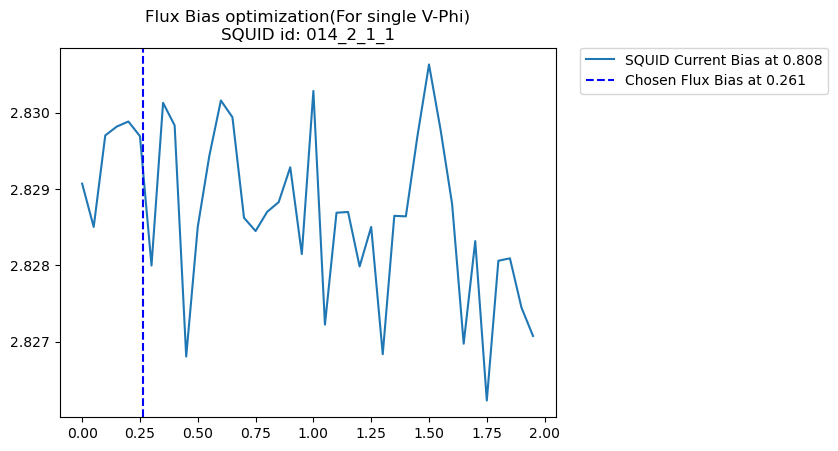 Flux Bias optimization(For single V-Phi)
SQUID id: 014_2_1_1
SQUID Current Bias at 0.808
Chosen Flux Bias at 0.261
2.830
2.829
2.828
2.827
0.00 0.25 0.50 0.75 1.00 1.25 1.50 1.75 2.00